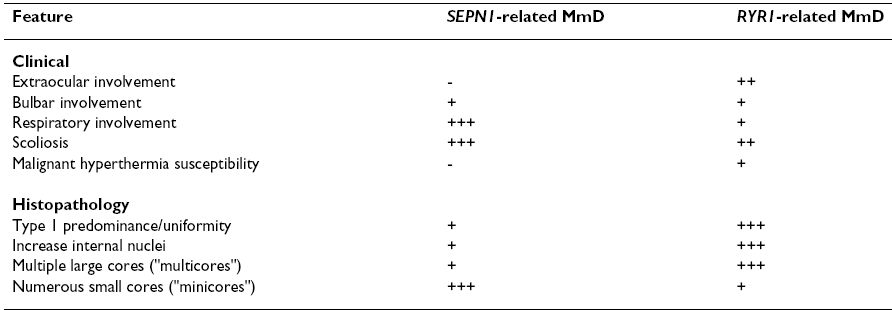 Feature SEPN1-related MmD RYR1-related MmD
Clinical
Extraocular involvement - ++
Bulbar involvement + +
Respiratory involvement +++ +
Scoliosis +++ ++
Malignant hyperthermia susceptibility - +
Histopathology
Type 1 predominance/uniformity + +++
Increase internal nuclei + +++
Multiple large cores ("multicores") + +++
Numerous small cores ("minicores") +++ +